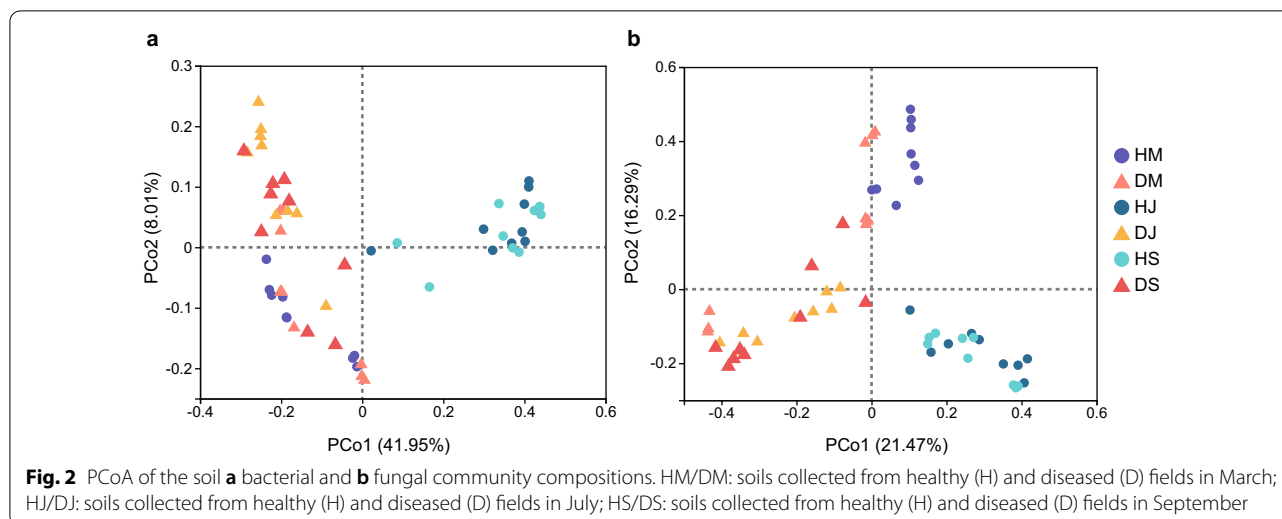 a
b
0.3
0.2
0.1
0
-0.1
-0.2
PCo2 (8.01%)
-0.4
-0.2
0
0.2
0.4
0.6
PCo1 (41.95%)
0.6
0.4
0.2
0
-0.2
PCo2 (16.29%)
-0.4
-0.2
0
0.2
0.4
0.6
PCo1 (21.47%)
HM
DM
HJ
DJ
HS
DS
Fig. 2 PCoA of the soil a bacterial and b fungal community compositions. HM/DM: soils collected from healthy (H) and diseased (D) fields in March;
HJ/DJ: soils collected from healthy (H) and diseased (D) fields in July; HS/DS: soils collected from healthy (H) and diseased (D) fields in September